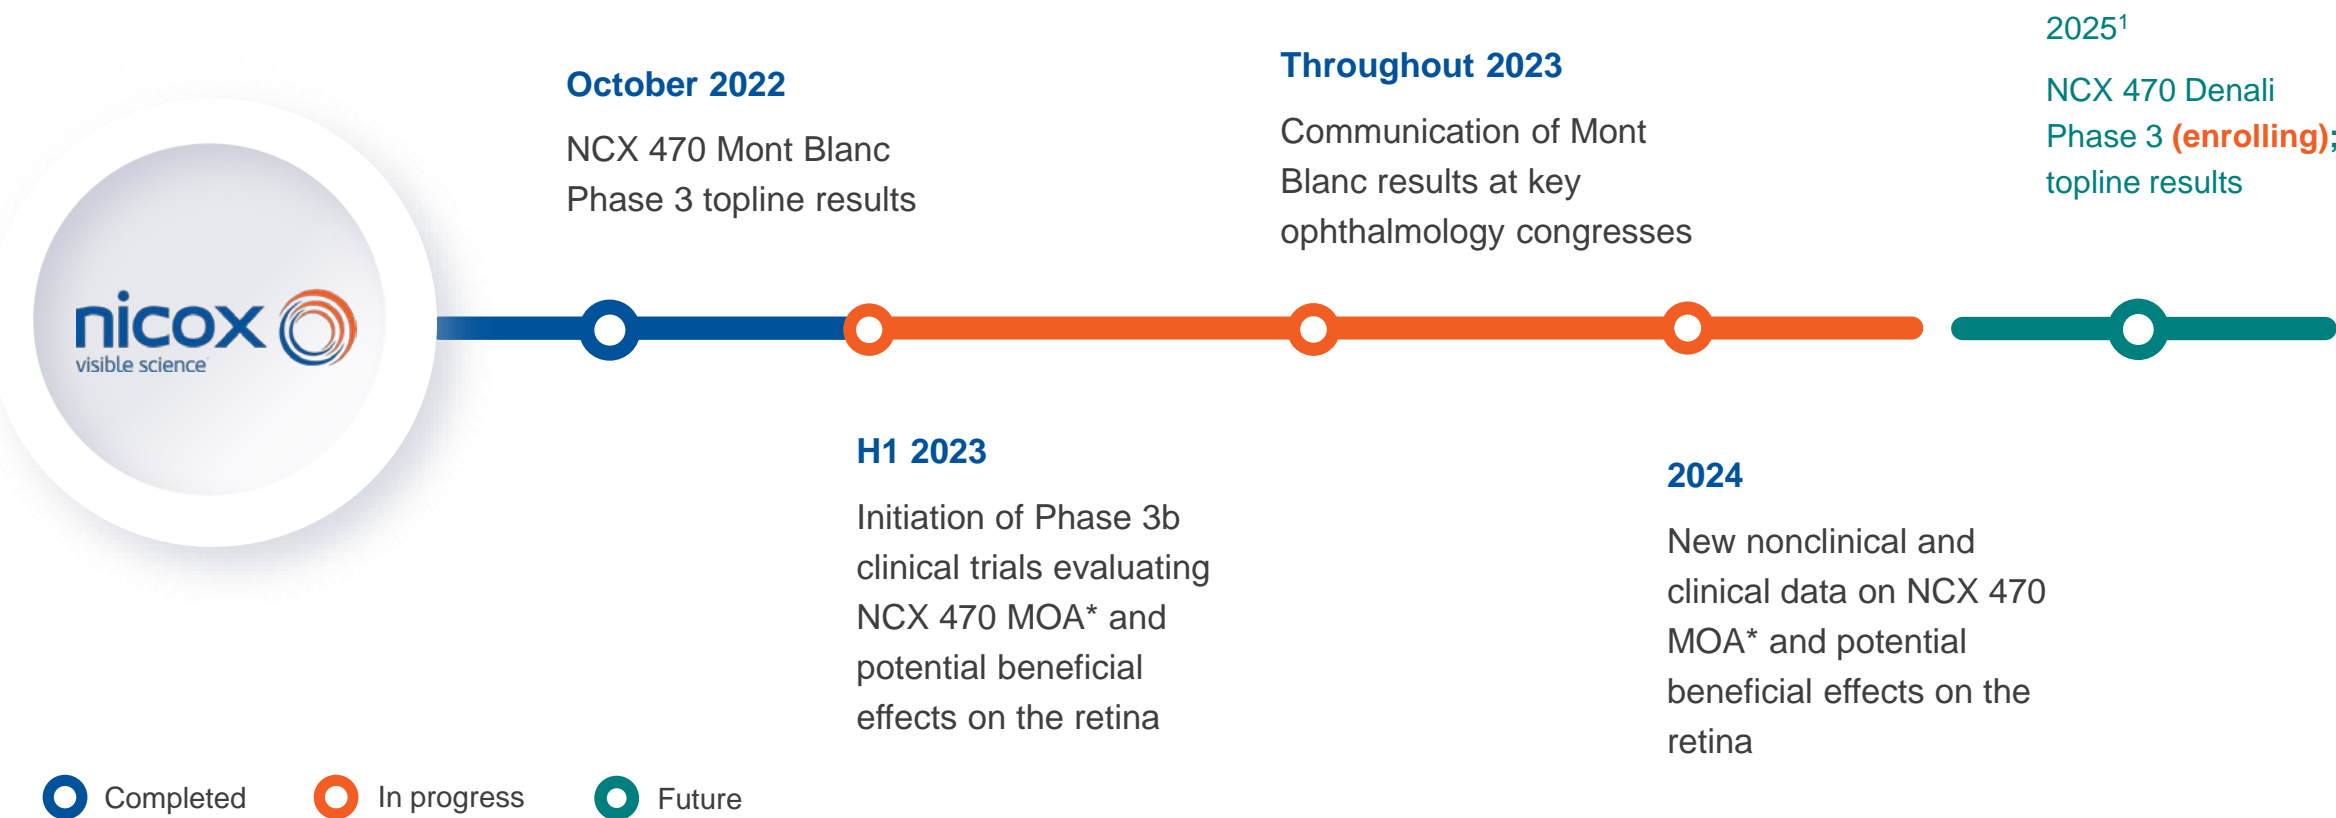 nicox
visible science
October 2022
NCX 470 Mont Blanc
Phase 3 topline results
H1 2023
Initiation of Phase 3b
clinical trials evaluating
NCX 470 MOA* and
potential beneficial
effects on the retina
Throughout 2023
Communication of Mont
Blanc results at key
ophthalmology congresses
2024
New nonclinical and
clinical data on NCX 470
MOA* and potential
beneficial effects on the
retina
2025¹
NCX 470 Denali
Phase 3 (enrolling);
topline results
Completed
In progress
Future